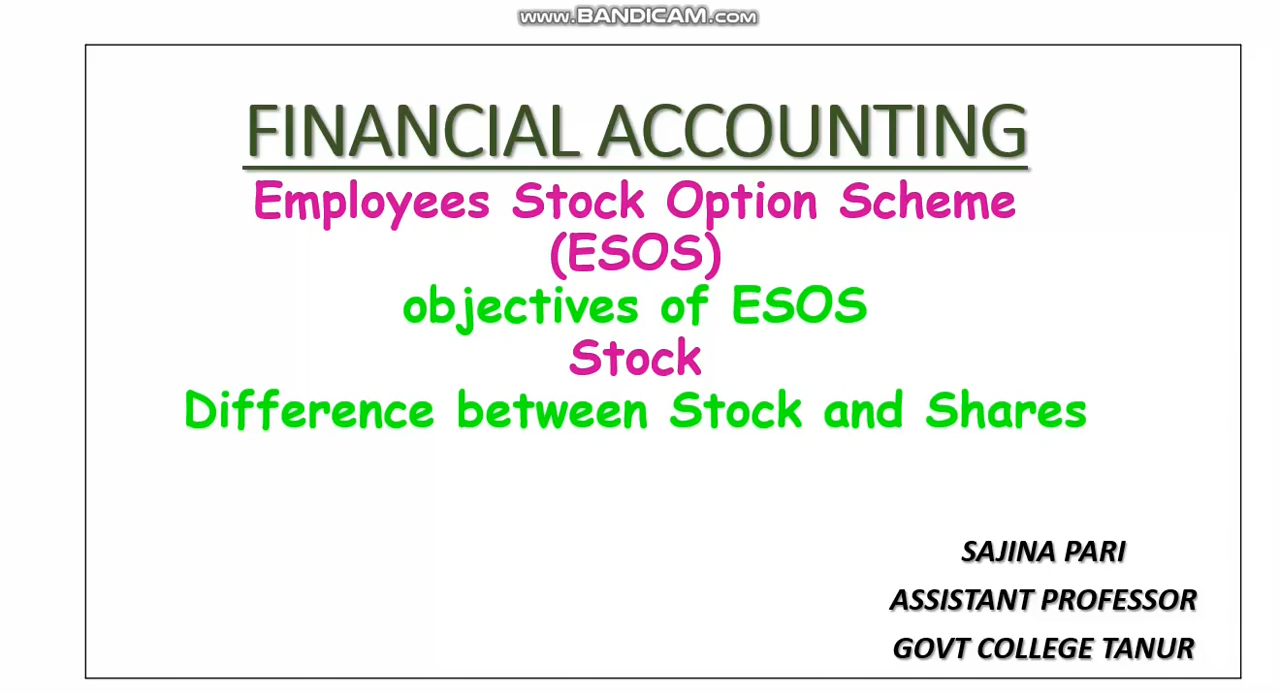 www.BANDICAM.com
FINANCIAL ACCOUNTING
Employees Stock Option Scheme
(ESOS)
objectives of ESOS
Stock
Difference between Stock and Shares
SAJINA PARI
ASSISTANT PROFESSOR
GOVT COLLEGE TANUR